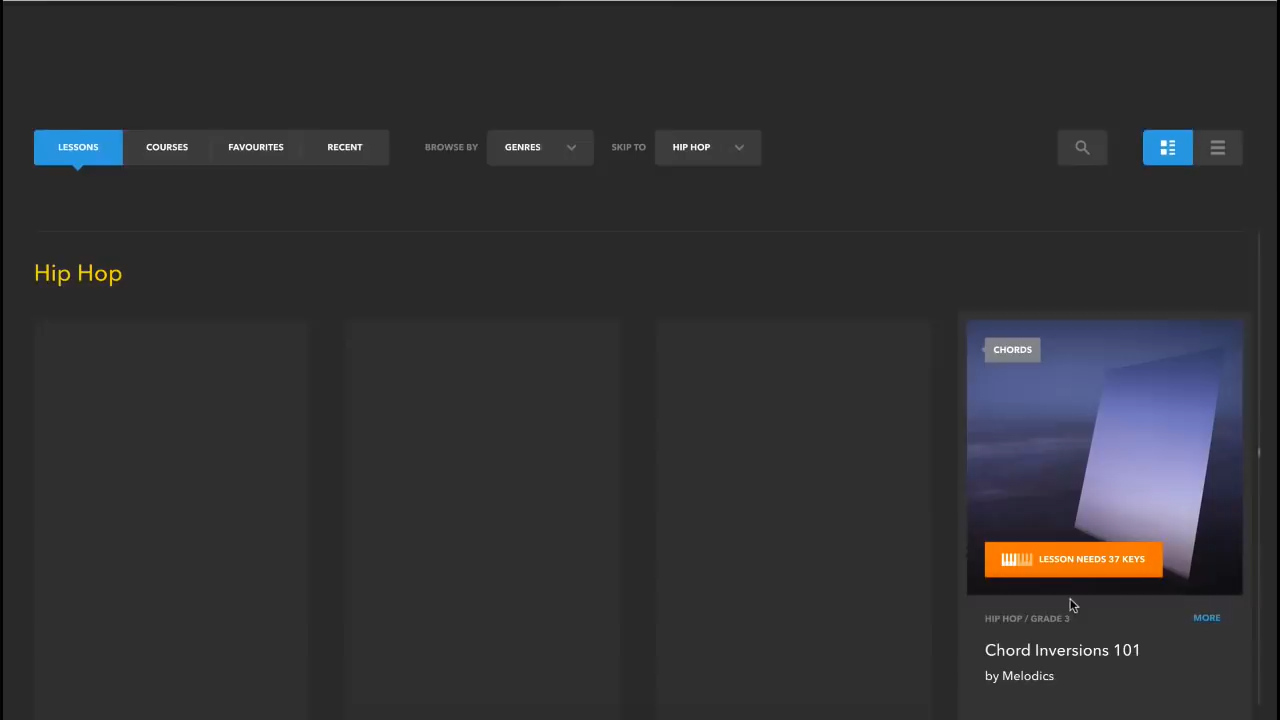 LESSONS COURSES FAVOURITES RECENT BROWSE BY GENRES SKIP TO HIP HOP
Hip Hop
CHORDS
LESSON NEEDS 37 KEYS
HIP HOP / GRADE 3 MORE
Chord Inversions 101
by Melodics